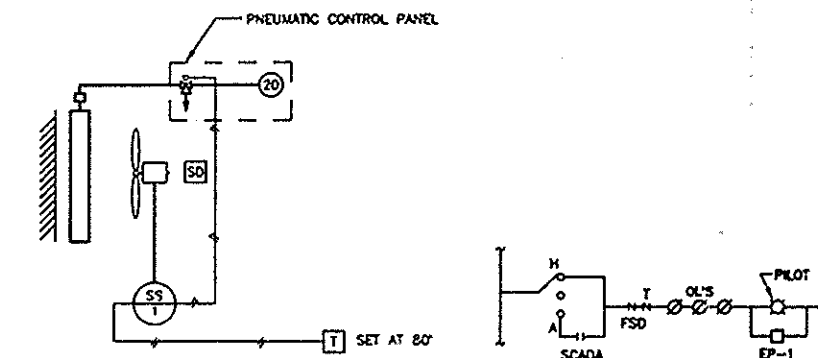 PNEUMATIC CONTROL PANEL
20
SD
SS
1
T SET AT 80°
H
A
SCADA
T
FSD
OL'S
PILOT
EP-1